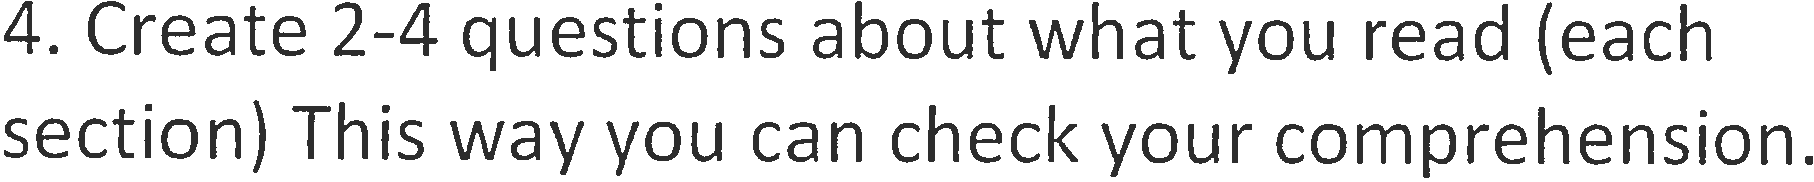 4. Create 2-4 questions about what you read (each
section) This way you can check your comprehension.